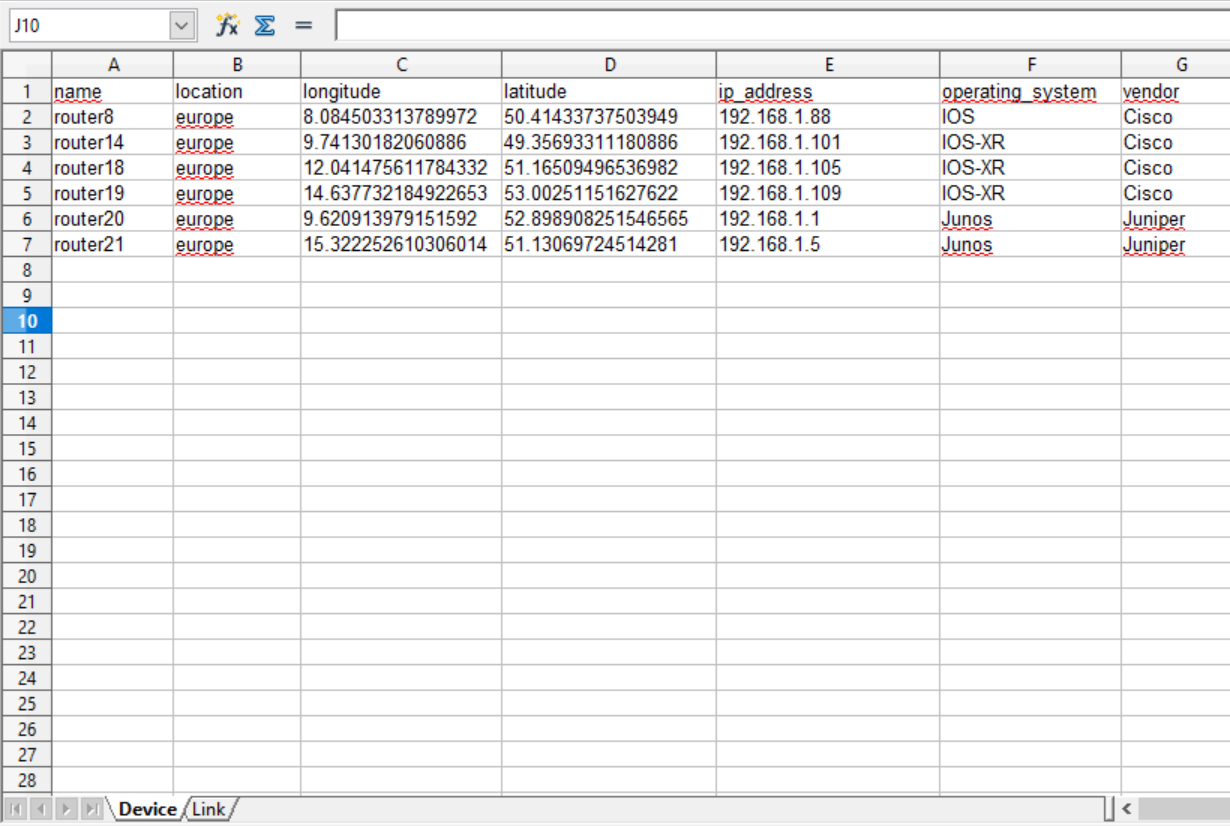 J10
A B C D E F G
1 name location longitude latitude ip_address operating_system vendor
2 router8 europe 8.084503313789972 50.41433737503949 192.168.1.88 IOS Cisco
3 router14 europe 9.74130182060886 49.35693311180886 192.168.1.101 IOS-XR Cisco
4 router18 europe 12.041475611784332 51.16509496536982 192.168.1.105 IOS-XR Cisco
5 router19 europe 14.637732184922653 53.00251151627622 192.168.1.109 IOS-XR Cisco
6 router20 europe 9.620913979151592 52.898908251546565 192.168.1.1 Junos Juniper
7 router21 europe 15.322252610306014 51.13069724514281 192.168.1.5 Junos Juniper
8
9
10
11
12
13
14
15
16
17
18
19
20
21
22
23
24
25
26
27
28
Device Link